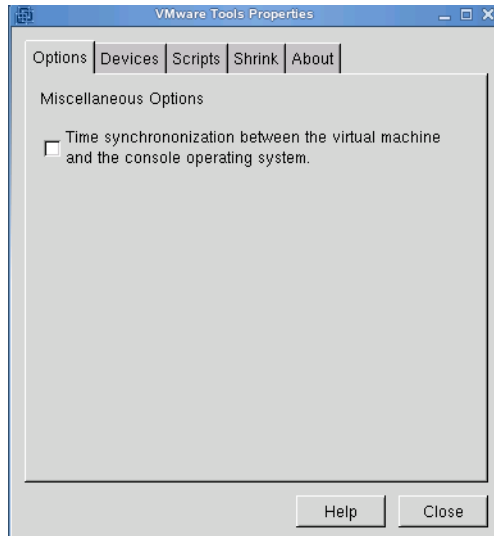 VMware Tools Properties
Options Devices Scripts Shrink About
Miscellaneous Options
Time synchrononization between the virtual machine
and the console operating system.
Help Close